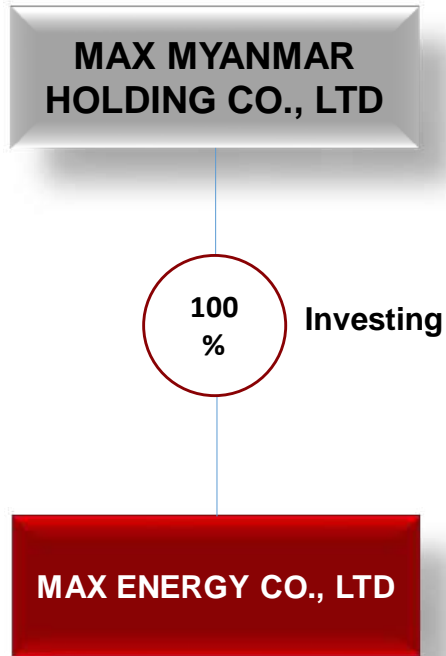 MAX MYANMAR
HOLDING CO., LTD
100
%
Investing
MAX ENERGY CO., LTD